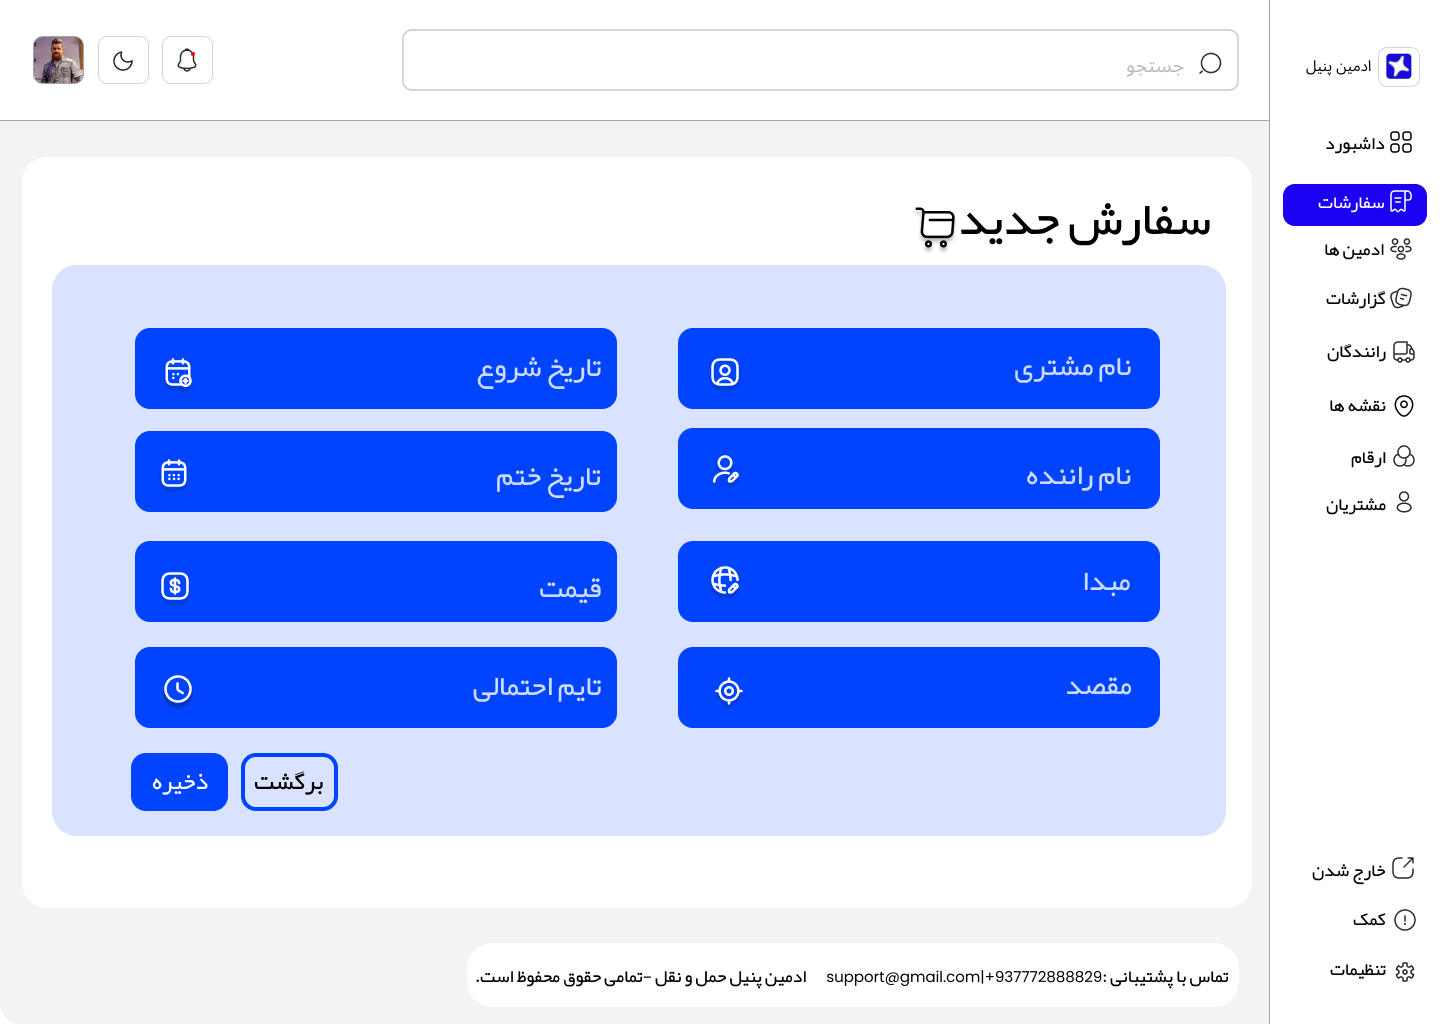 ادمین پنیل
جستجو
داشبورد
سفارشات
ادمین ها
گزارشات
رانندگان
نقشه ها
ارقام
مشتریان
خارج شدن
کمک
تنظیمات
سفارش جدید
نام مشتری
تاریخ شروع
نام راننده
تاریخ ختم
مبدا
قیمت
مقصد
تایم احتمالی
برگشت
ذخیره
تماس با پشتیبانی :support@gmail.com|+937772888829 ادمین پنیل حمل و نقل -تمامی حقوق محفوظ است.